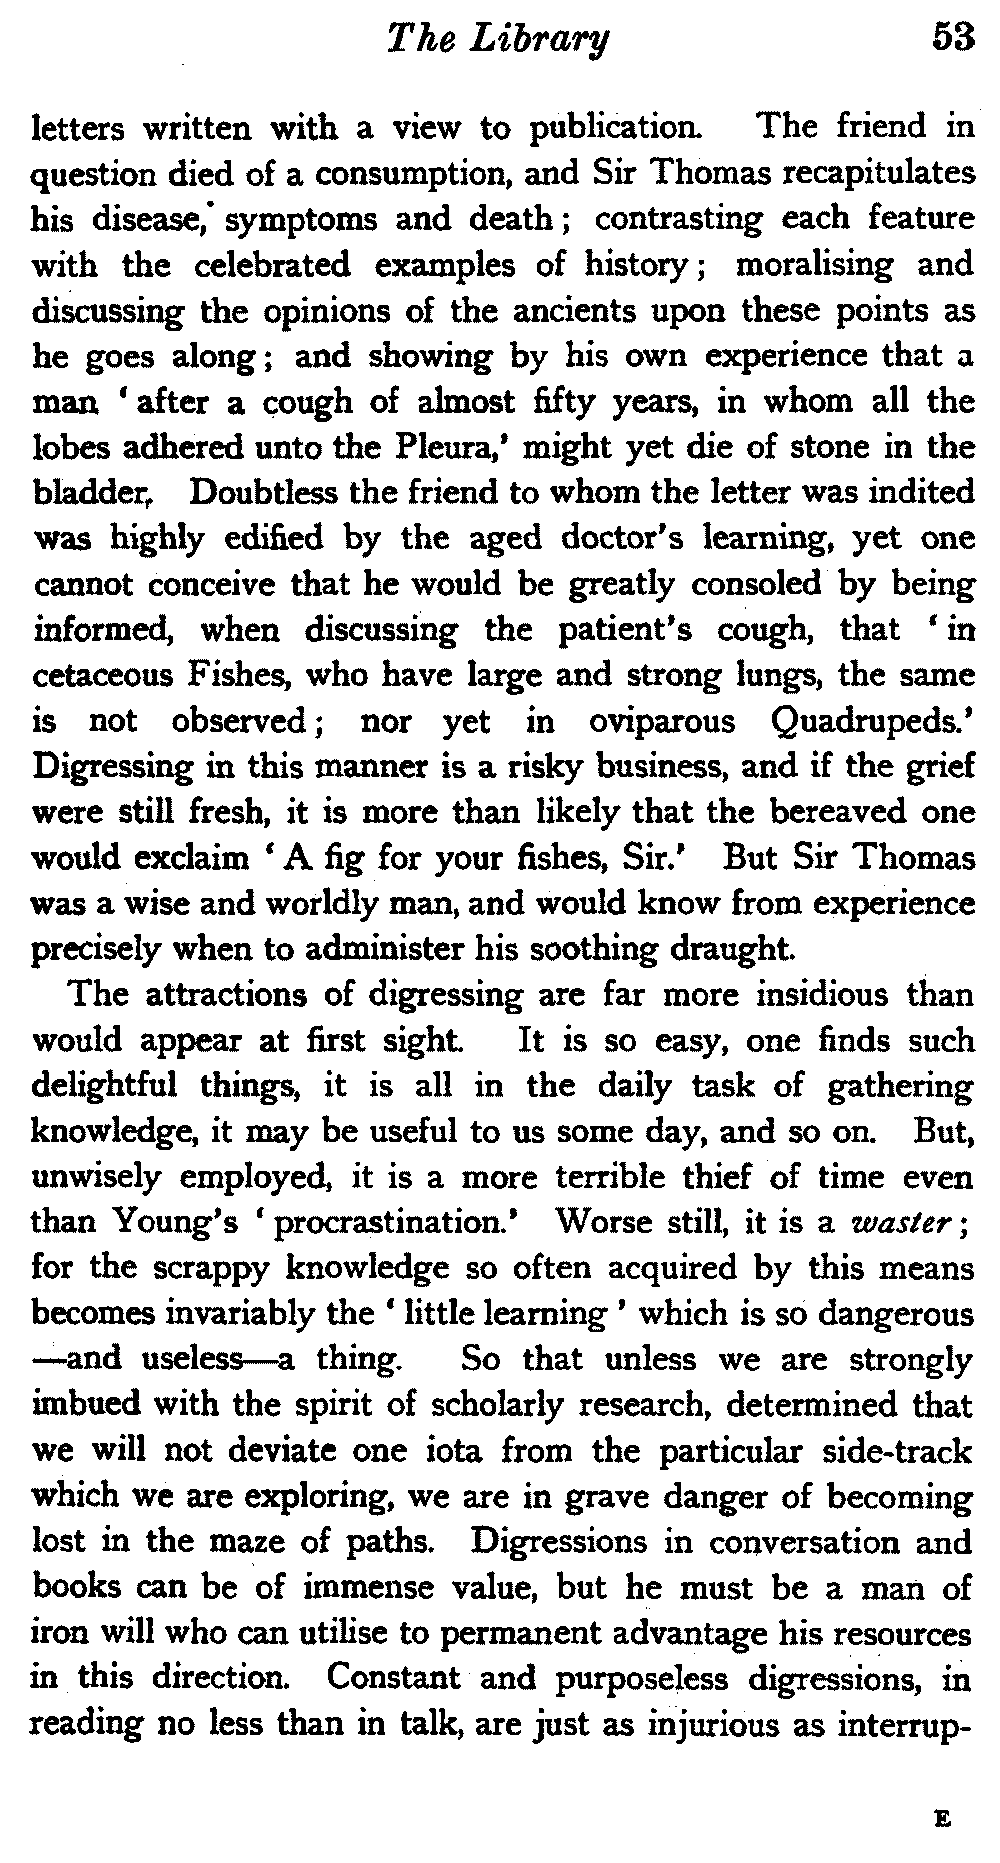 The Library 53
letters written with a view to publication. The friend in
question died of a consumption, and Sir Thomas recapitulates
his disease, symptoms and death ; contrasting each feature
with the celebrated examples of history ; moralising and
discussing the opinions of the ancients upon these points as
he goes along ; and showing by his own experience that a
man ‘ after a cough of almost fifty years, in whom all the
lobes adhered unto the Pleura,’ might yet die of stone in the
bladder. Doubtless the friend to whom the letter was indited
was highly edified by the aged doctor’s learning, yet one
cannot conceive that he would be greatly consoled by being
informed, when discussing the patient’s cough, that ‘ in
cetaceous Fishes, who have large and strong lungs, the same
is not observed ; nor yet in oviparous Quadrupeds.’
Digressing in this manner is a risky business, and if the grief
were still fresh, it is more than likely that the bereaved one
would exclaim ‘ A fig for your fishes, Sir.’ But Sir Thomas
was a wise and worldly man, and would know from experience
precisely when to administer his soothing draught.
The attractions of digressing are far more insidious than
would appear at first sight. It is so easy, one finds such
delightful things, it is all in the daily task of gathering
knowledge, it may be useful to us some day, and so on. But,
unwisely employed, it is a more terrible thief of time even
than Young’s ‘ procrastination.’ Worse still, it is a waster ;
for the scrappy knowledge so often acquired by this means
becomes invariably the ‘ little learning ’ which is so dangerous
—and useless—a thing. So that unless we are strongly
imbued with the spirit of scholarly research, determined that
we will not deviate one iota from the particular side-track
which we are exploring, we are in grave danger of becoming
lost in the maze of paths. Digressions in conversation and
books can be of immense value, but he must be a man of
iron will who can utilise to permanent advantage his resources
in this direction. Constant and purposeless digressions, in
reading no less than in talk, are just as injurious as interrup-
E